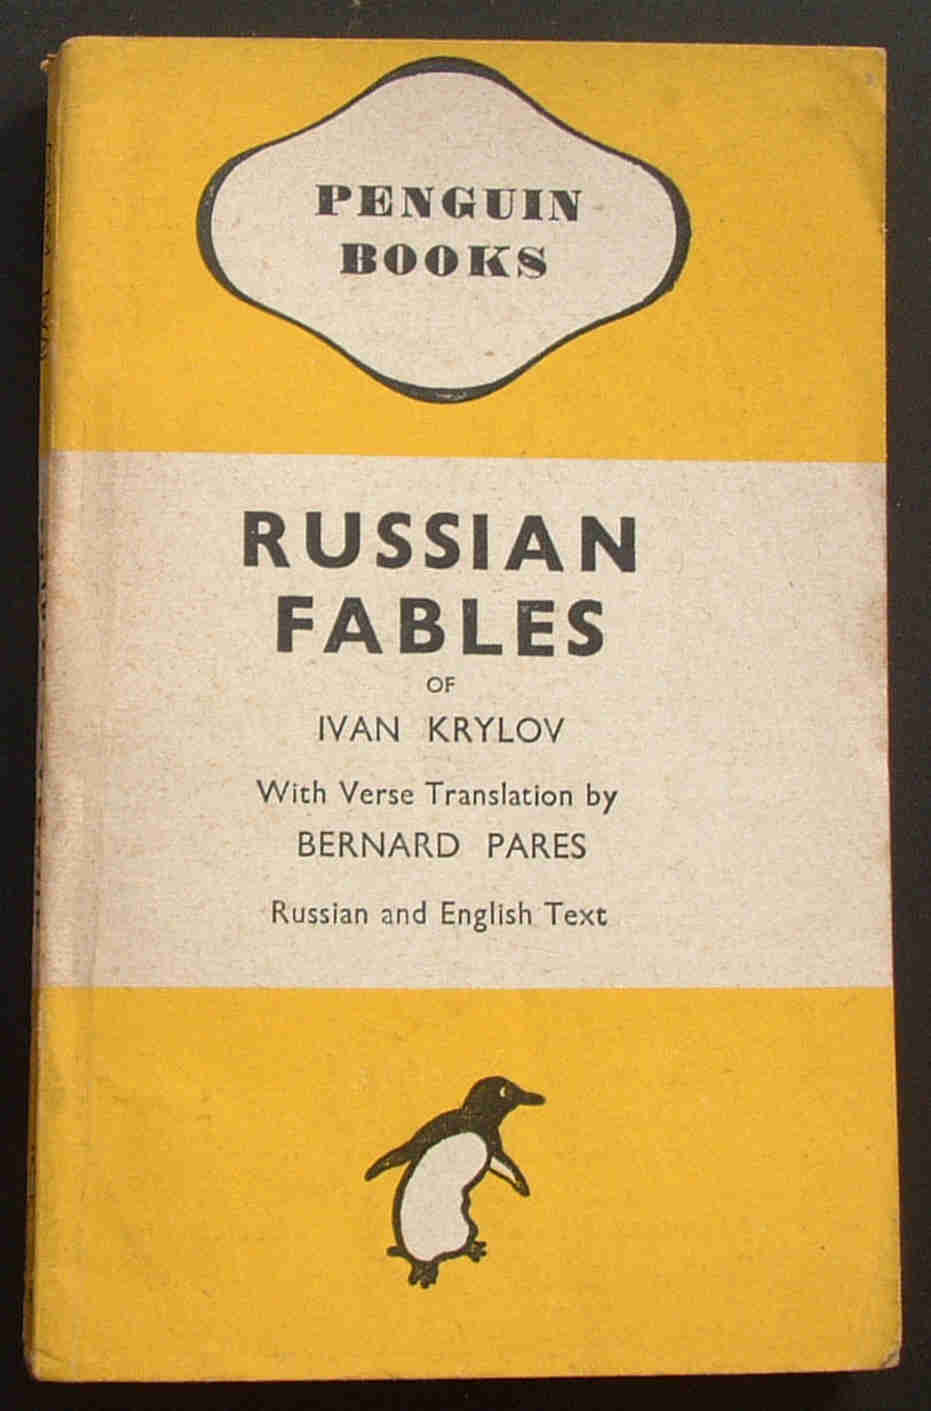 PENGUIN
BOOKS
RUSSIAN
FABLES
OF
IVAN KRYLOV
With Verse Translation by
BERNARD PARES
Russian and English Text